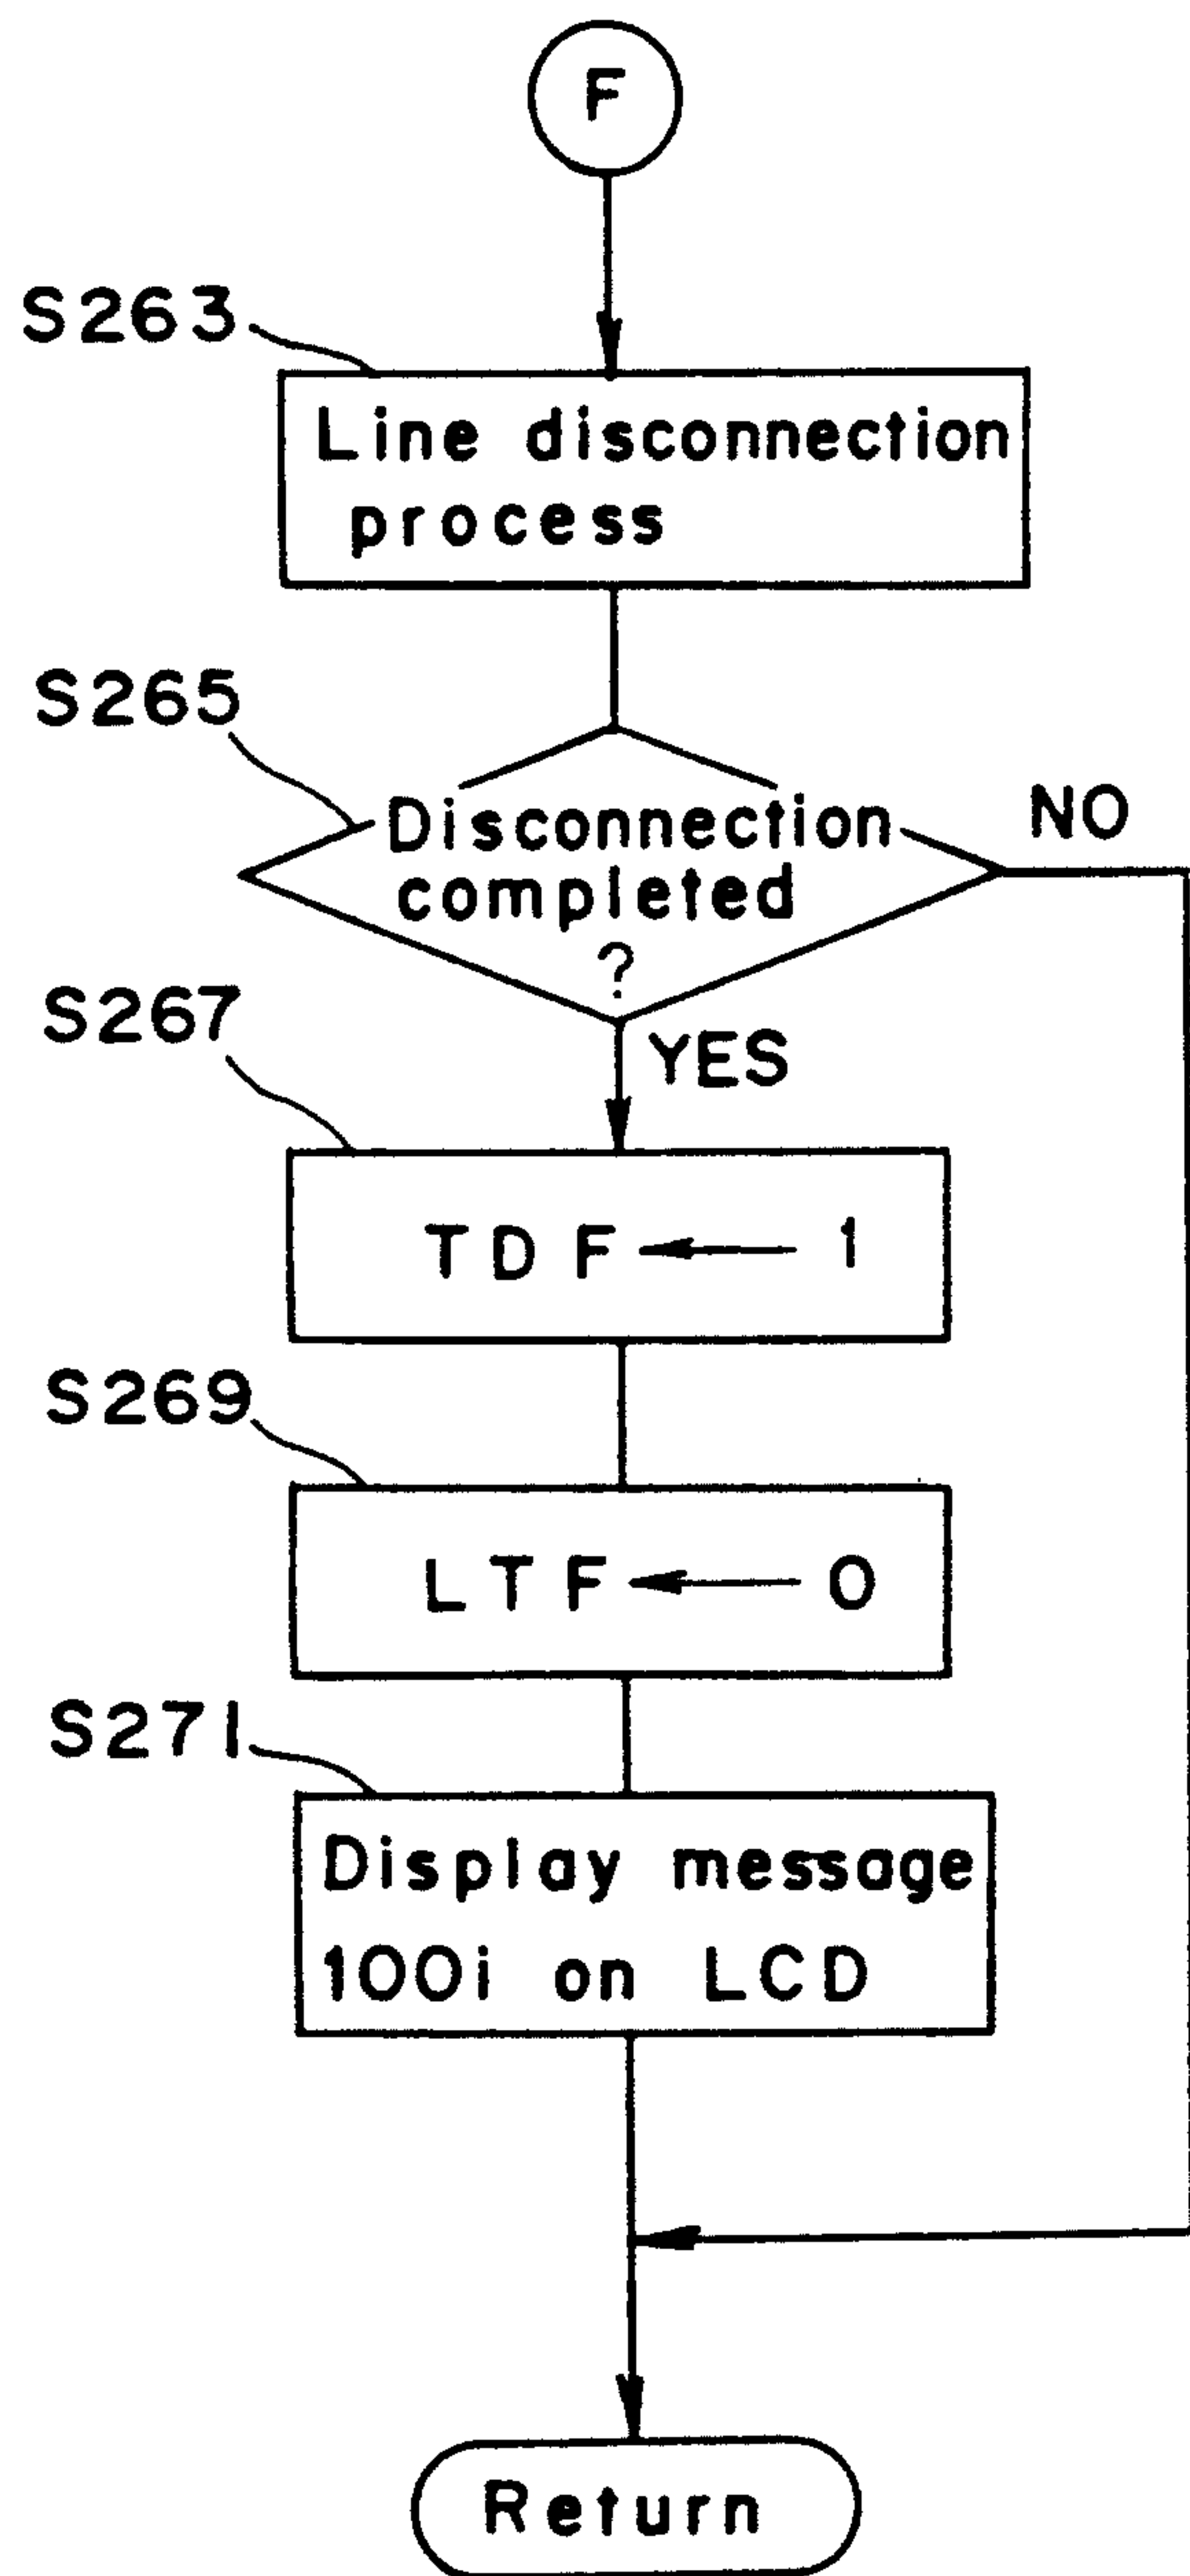 F
S263
Line disconnection
process
S265
Disconnection
completed
?
NO
YES
S267
TDF ← 1
S269
LTF ← 0
S271
Display message
100i on LCD
Return